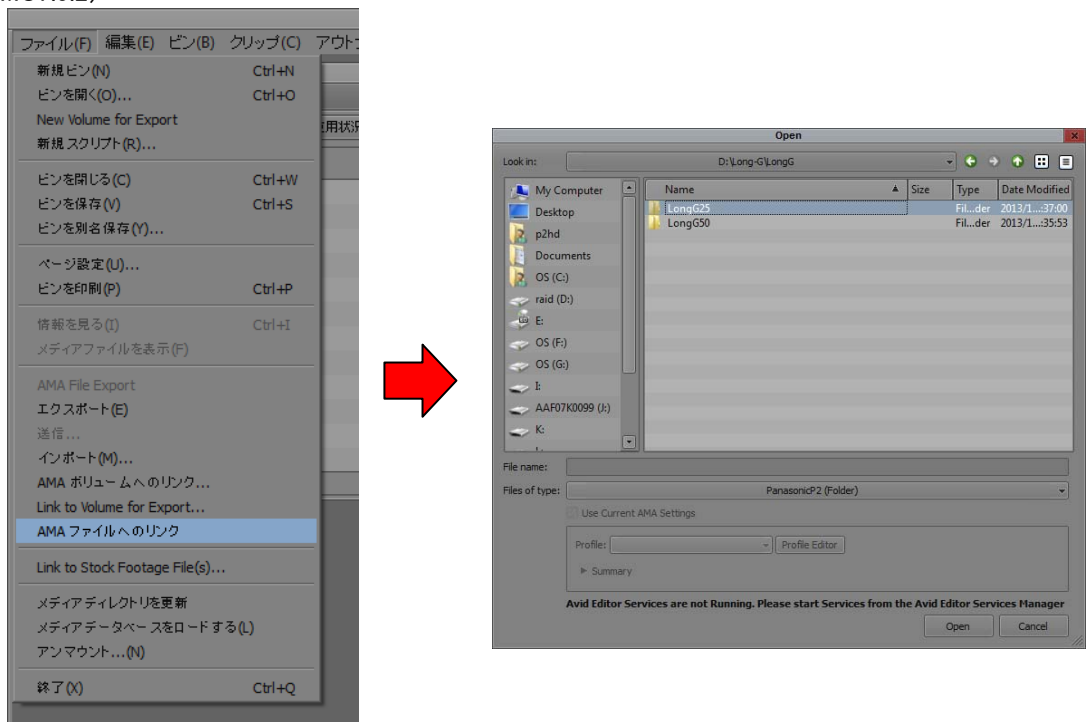 ファイル(F) 編集(E) ビン(B) クリップ(C)
新規ビン(N) Ctrl+N
ビンを開く(O)... Ctrl+O
New Volume for Export
新規スクリプト(R)...
ビンを閉じる(C) Ctrl+W
ビンを保存(V) Ctrl+S
ビンを別名保存(Y)...
ページ設定(U)...
ビンを印刷(P) Ctrl+P
情報を見る(I) Ctrl+I
メディアファイルを表示(F)
AMA File Export
エクスポート(E)
送信...
インポート(M)...
AMA ボリュームへのリンク...
Link to Volume for Export...
AMA ファイルへのリンク
Link to Stock Footage File(s)...
メディアディレクトリを更新
メディアデータベースをロードする(L)
アンマウント...(N)
終了(X) Ctrl+Q
Open
Look in: D:\Long-G\LongG
My Computer
Desktop
p2hd
Documents
OS (C:)
raid (D:)
E:
OS (F:)
OS (G:)
I:
AAF07K0099 (J:)
K:
Name Size Type Date Modified
LongG25 Fil...der 2013/1...:37:00
LongG50 Fil...der 2013/1...:35:53
File name:
Files of type: PanasonicP2 (Folder)
Use Current AMA Settings
Profile: Profile Editor
Summary
Avid Editor Services are not Running. Please start Services from the Avid Editor Services Manager
Open Cancel